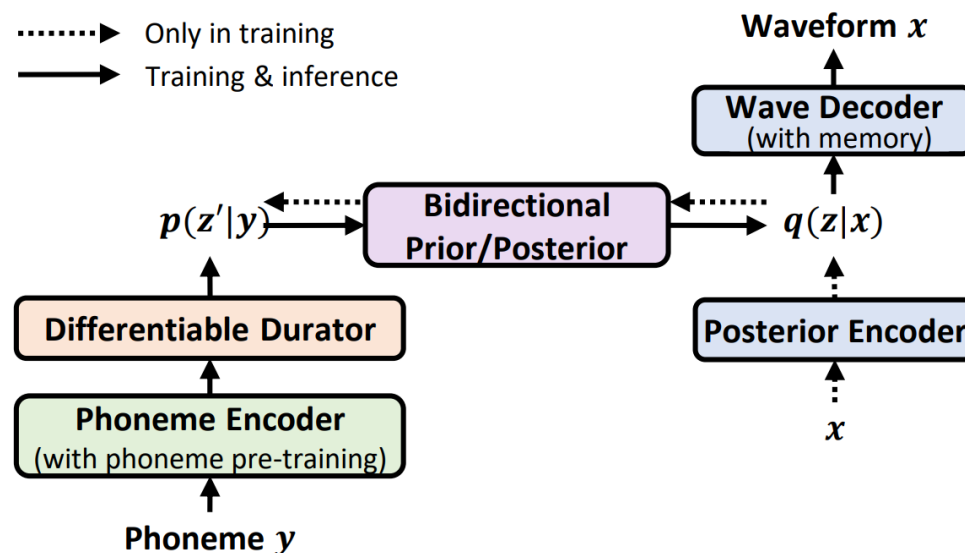 Only in training
Training & inference
Waveform x
Wave Decoder
(with memory)
Bidirectional
Prior/Posterior
p(z′|y)
q(z|x)
Differentiable Durator
Posterior Encoder
Phoneme Encoder
(with phoneme pre-training)
x
Phoneme y